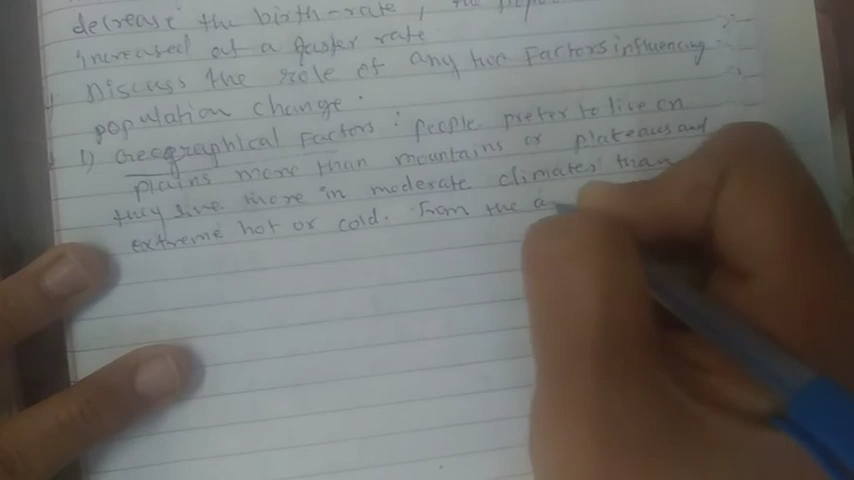 decrease the birth-rate, the
increased at a faster rate
Discuss the role of any two Factors influencing
population change.
1) Geographical Factors: people prefer to live on
plains more than mountains or plateaus and
they live more in moderate climates than
extreme hot or cold. From the a